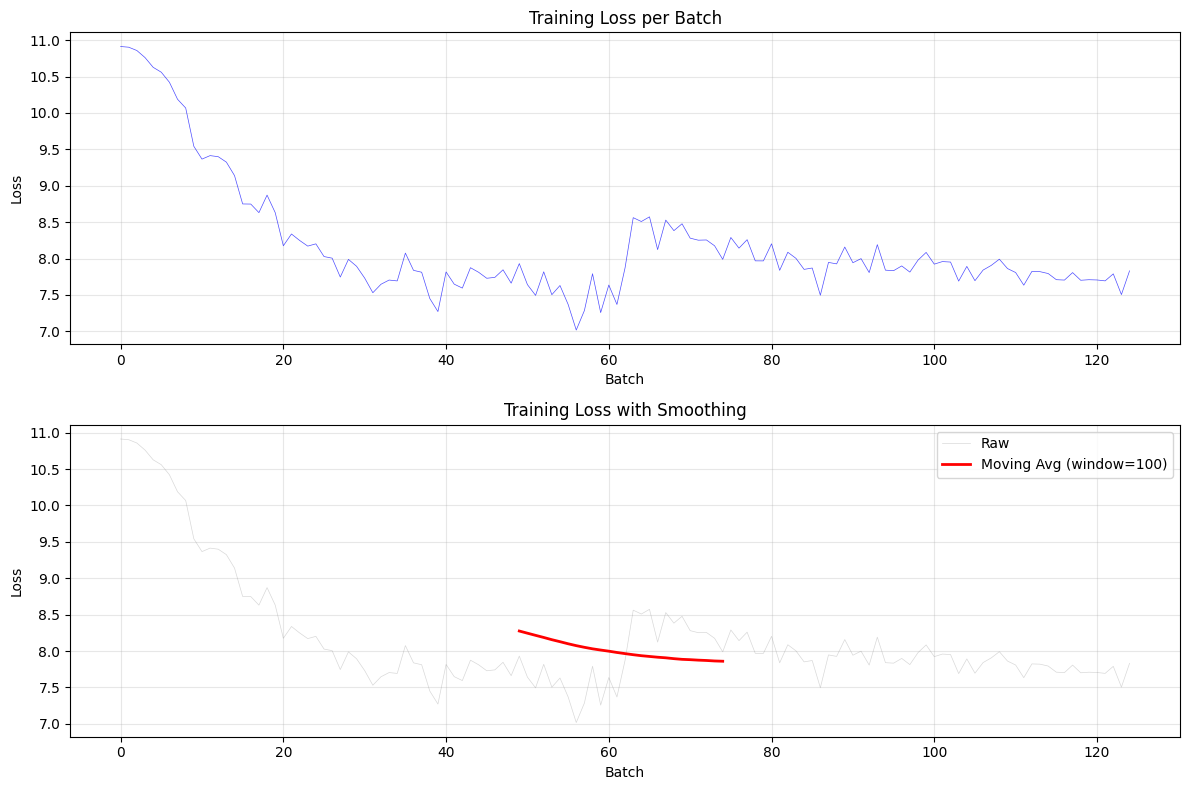 Training Loss per Batch
11.0
10.5
10.0
9.5
9.0
8.5
8.0
7.5
7.0
Loss
0 20 40 60 80 100 120
Batch
Training Loss with Smoothing
11.0
10.5
10.0
9.5
9.0
8.5
8.0
7.5
7.0
Loss
Raw
Moving Avg (window=100)
0 20 40 60 80 100 120
Batch